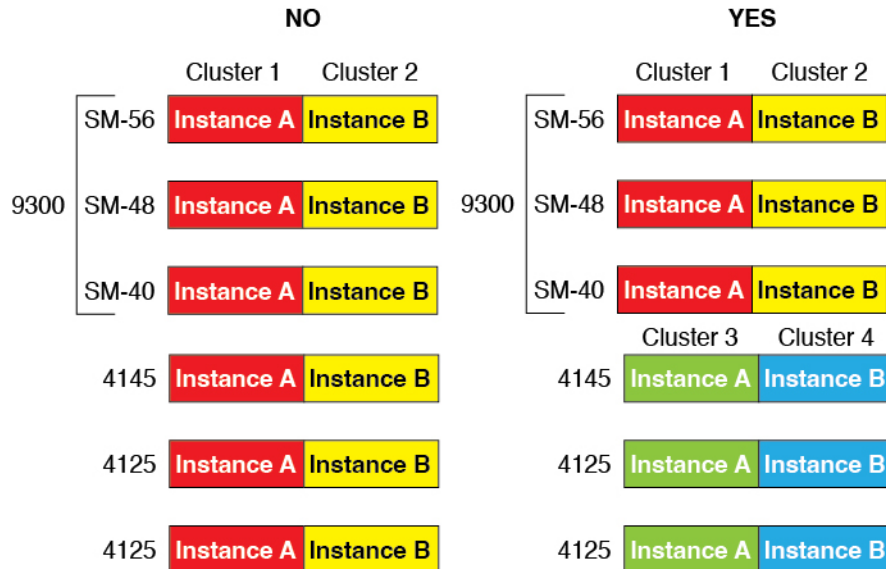 NO YES
Cluster 1 Cluster 2 Cluster 1 Cluster 2
SM-56 Instance A Instance B SM-56 Instance A Instance B
9300 SM-48 Instance A Instance B 9300 SM-48 Instance A Instance B
SM-40 Instance A Instance B SM-40 Instance A Instance B
Cluster 3 Cluster 4
4145 Instance A Instance B 4145 Instance A Instance B
4125 Instance A Instance B 4125 Instance A Instance B
4125 Instance A Instance B 4125 Instance A Instance B